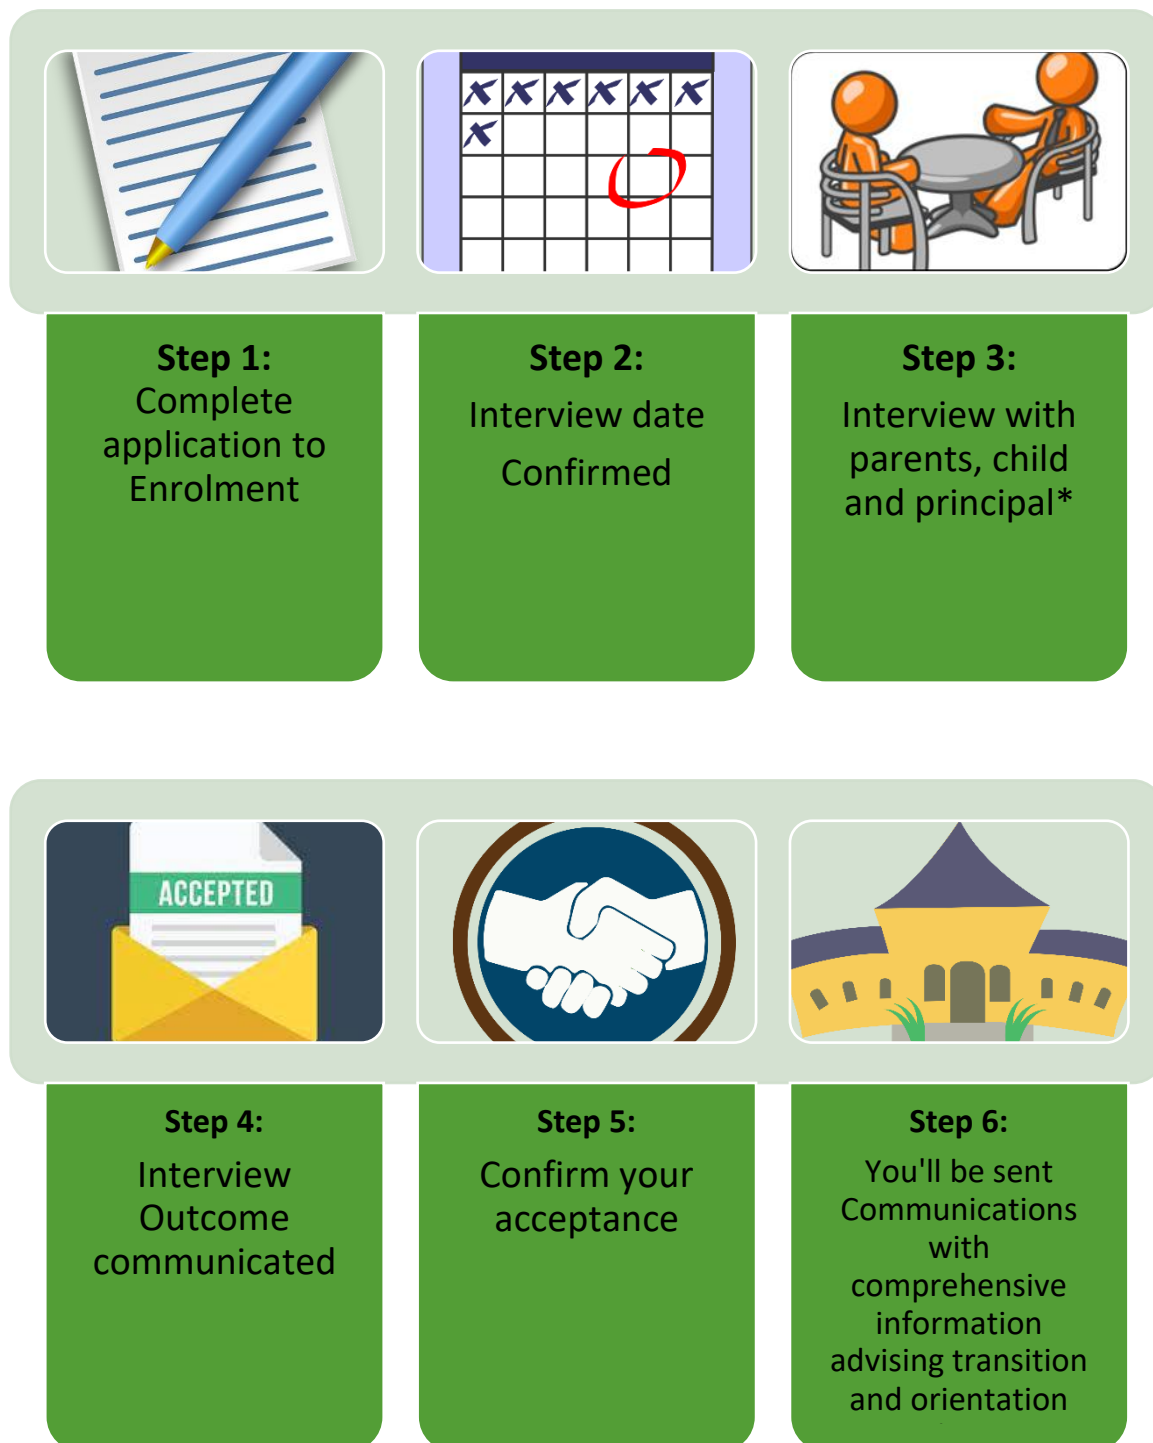 Step 1:
Complete
application to
Enrolment
Step 2:
Interview date
Confirmed
Step 3:
Interview with
parents, child
and principal*
ACCEPTED
Step 4:
Interview
Outcome
communicated
Step 5:
Confirm your
acceptance
Step 6:
You'll be sent
Communications
with
comprehensive
information
advising transition
and orientation